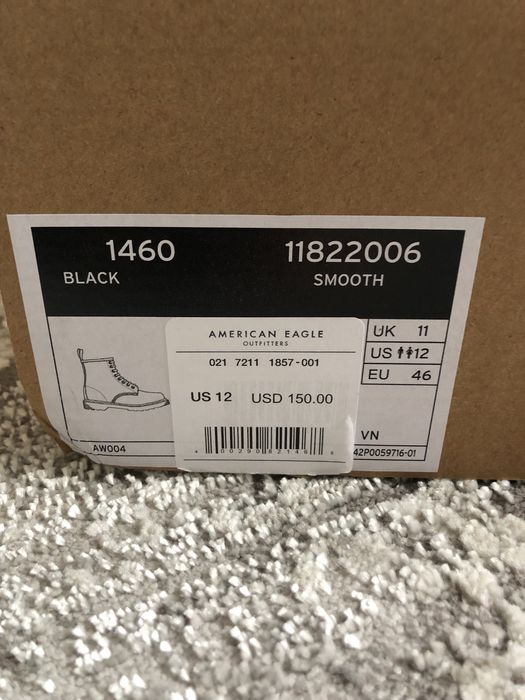 1460 11822006
BLACK SMOOTH
AMERICAN EAGLE
OUTFITTERS
021 7211 1857-001
US 12 USD 150.00
UK 11
US 12
EU 46
VN
AW004
42P0059716-01